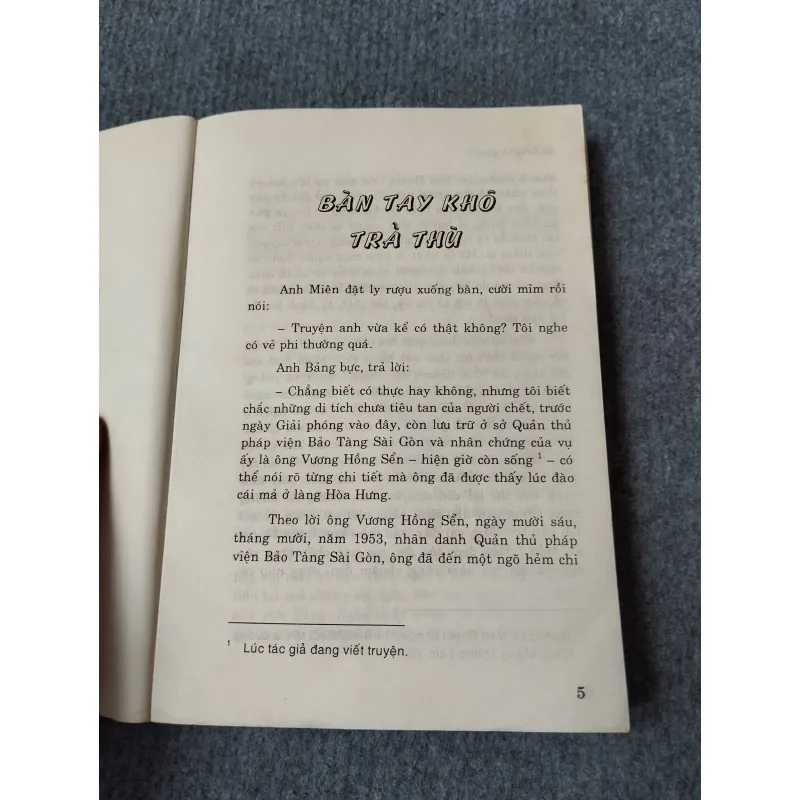 BÀN TAY KHÔ
TRẢ THÙ
Anh Miên đặt ly rượu xuống bàn, cười mỉm rồi
nói:
– Truyện anh vừa kể có thật không? Tôi nghe
có vẻ phi thường quá.
Anh Bảng bực, trả lời:
– Chẳng biết có thực hay không, nhưng tôi biết
chắc những di tích chưa tiêu tan của người chết, trước
ngày Giải phóng vào đây, còn lưu trữ ở sở Quản thủ
pháp viện Bảo Tàng Sài Gòn và nhân chứng của vụ
ấy là ông Vương Hồng Sển – hiện giờ còn sống 1 – có
thể nói rõ từng chi tiết mà ông đã được thấy lúc đào
cái mả ở làng Hòa Hưng.
Theo lời ông Vương Hồng Sển, ngày mười sáu,
tháng mười, năm 1953, nhân danh Quản thủ pháp
viện Bảo Tàng Sài Gòn, ông đã đến một ngõ hẻm chi
1 Lúc tác giả đang viết truyện.
5